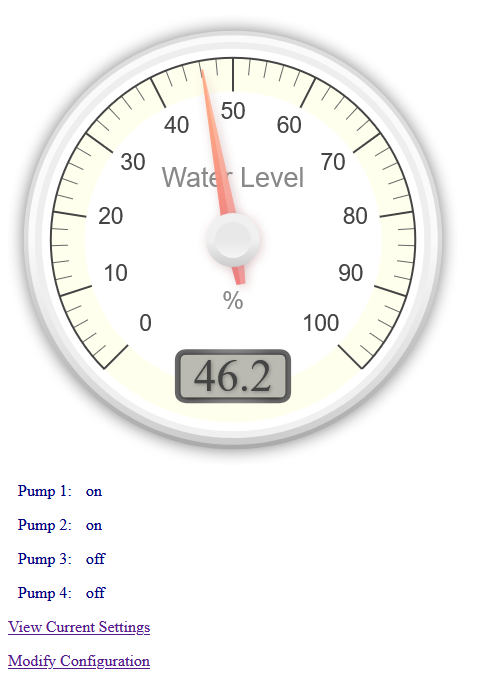 50
40
60
30
Water Level
70
20
80
10
90
%
0
100
46.2
Pump 1: on
Pump 2: on
Pump 3: off
Pump 4: off
View Current Settings
Modify Configuration